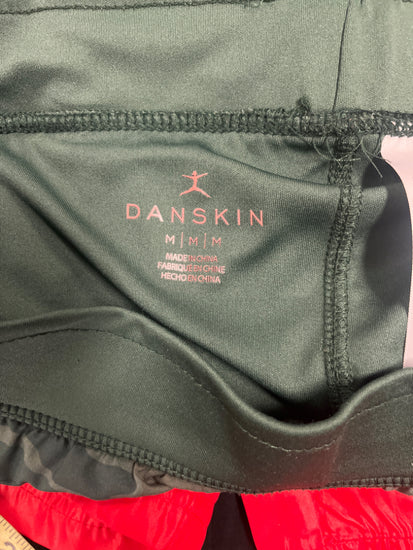 DANSKIN
M | M | M
MADE IN CHINA
FABRIQUÉ EN CHINE
HECHO EN CHINA